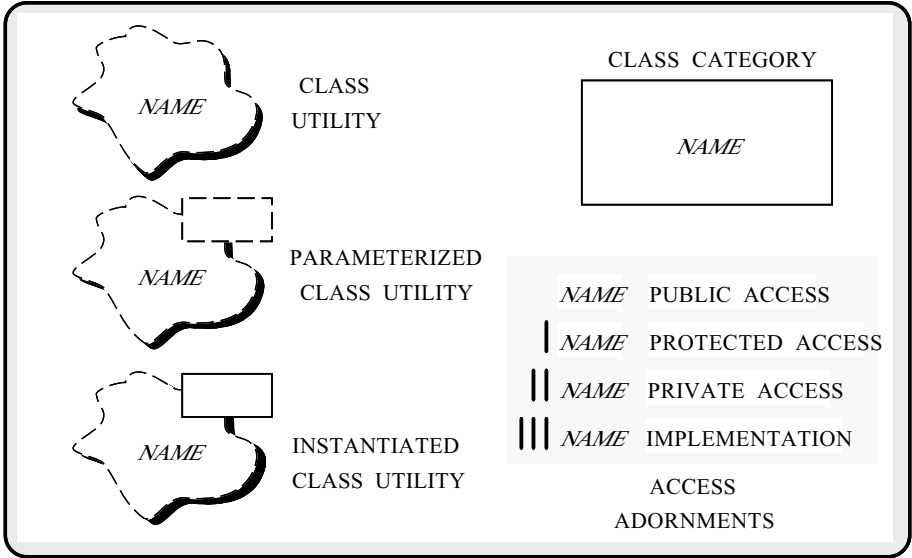 NAME
CLASS
UTILITY
NAME
PARAMETERIZED
CLASS UTILITY
NAME
INSTANTIATED
CLASS UTILITY
CLASS CATEGORY
NAME
NAME PUBLIC ACCESS
NAME PROTECTED ACCESS
NAME PRIVATE ACCESS
NAME IMPLEMENTATION
ACCESS
ADORNMENTS